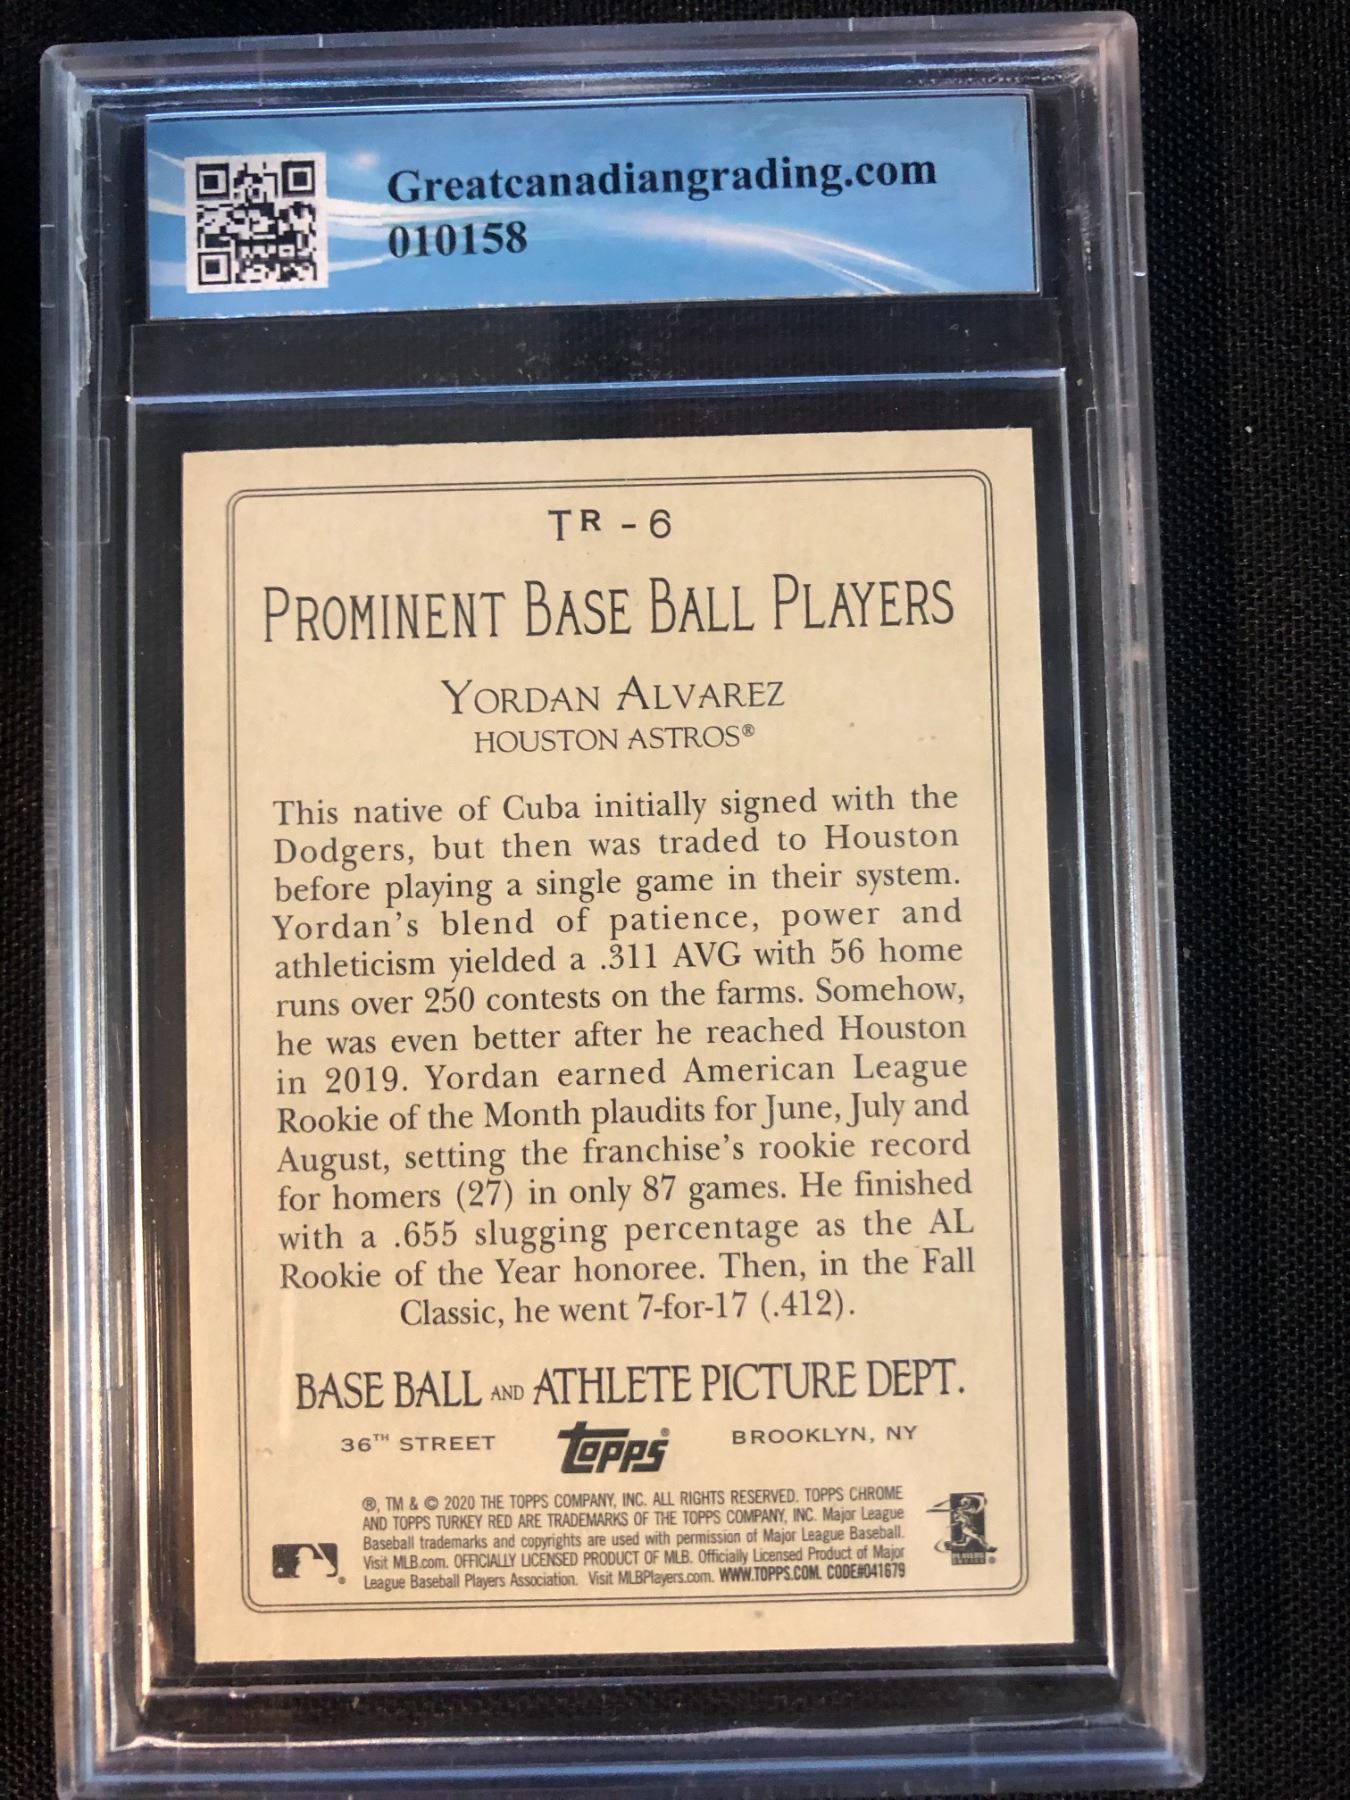 Greatcanadiangrading.com
010158
TR - 6
PROMINENT BASE BALL PLAYERS
YORDAN ALVAREZ
HOUSTON ASTROS®
This native of Cuba initially signed with the
Dodgers, but then was traded to Houston
before playing a single game in their system.
Yordan's blend of patience, power and
athleticism yielded a .311 AVG with 56 home
runs over 250 contests on the farms. Somehow,
he was even better after he reached Houston
in 2019. Yordan earned American League
Rookie of the Month plaudits for June, July and
August, setting the franchise's rookie record
for homers (27) in only 87 games. He finished
with a .655 slugging percentage as the AL
Rookie of the Year honoree. Then, in the Fall
Classic, he went 7-for-17 (.412).
BASE BALL AND ATHLETE PICTURE DEPT.
36TH STREET topps® BROOKLYN, NY
®, TM & © 2020 THE TOPPS COMPANY, INC. ALL RIGHTS RESERVED. TOPPS CHROME
AND TOPPS TURKEY RED ARE TRADEMARKS OF THE TOPPS COMPANY, INC. Major League
Baseball trademarks and copyrights are used with permission of Major League Baseball.
Visit MLB.com. OFFICIALLY LICENSED PRODUCT OF MLB. Officially Licensed Product of Major
League Baseball Players Association. Visit MLBPlayers.com. WWW.TOPPS.COM. CODE#041679
PLAYERS